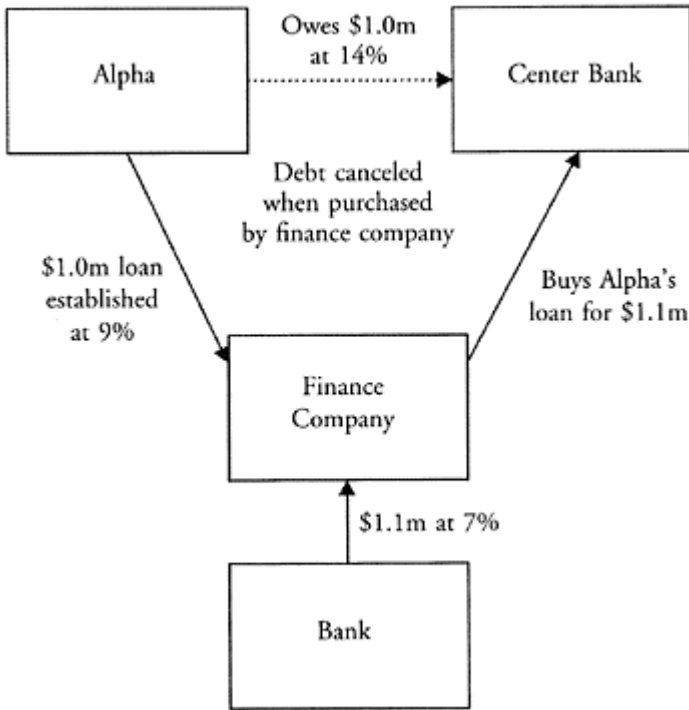 Owes $1.0m
at 14%
Alpha
Center Bank
Debt canceled
when purchased
by finance company
$1.0m loan
established
at 9%
Buys Alpha's
loan for $1.1m
Finance
Company
$1.1m at 7%
Bank